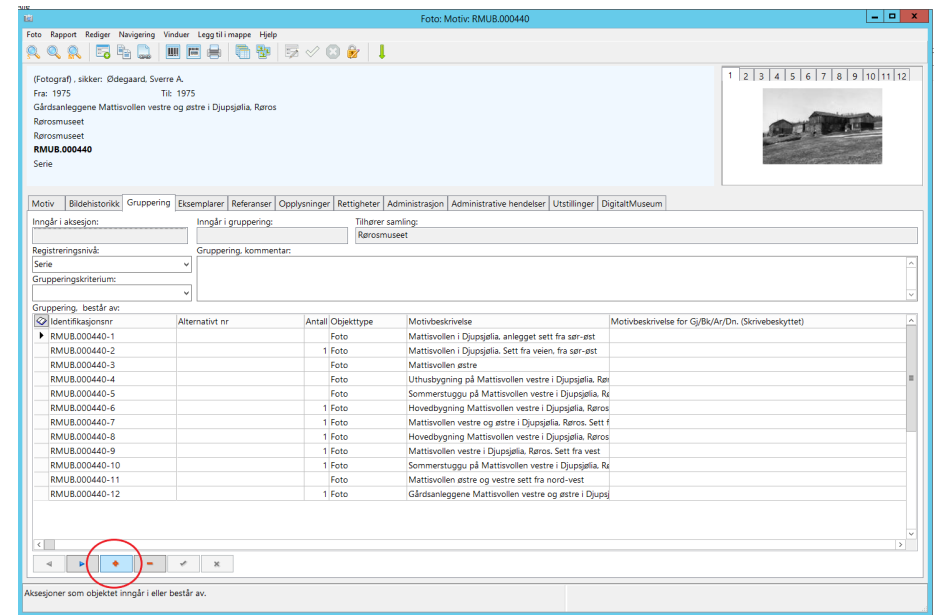 Foto: Motiv: RMUB.000440
Foto Rapport Rediger Navigering Vinduer Legg til i mappe Hjelp
(Fotograf) , sikker: Ødegaard, Sverre A.
Fra: 1975 Til: 1975
Gårdsanleggene Mattisvollen vestre og østre i Djupsjølia, Røros
Rørosmuseet
Rørosmuseet
RMUB.000440
Serie
1 2 3 4 5 6 7 8 9 10 11 12
Motiv Bildehistorikk Gruppering Eksemplarer Referanser Opplysninger Rettigheter Administrasjon Administrative hendelser Utstillinger DigitaltMuseum
Inngår i aksesjon: Inngår i gruppering: Tilhører samling:
Rørosmuseet
Registreringsnivå: Gruppering, kommentar:
Serie
Grupperingskriterium:
Gruppering, består av:
Identifikasjonsnr Alternativt nr Antall Objekttype Motivbeskrivelse Motivbeskrivelse for Gj/Bk/Ar/Dn. (Skrivebeskyttet)
RMUB.000440-1 Foto Mattisvollen i Djupsjølia, anlegget sett fra sør-øst
RMUB.000440-2 1 Foto Mattisvollen i Djupsjølia. Sett fra veien, fra sør-øst
RMUB.000440-3 Foto Mattisvollen østre
RMUB.000440-4 Foto Uthusbygning på Mattisvollen vestre i Djupsjølia, Røı
RMUB.000440-5 Foto Sommerstuggu på Mattisvollen vestre i Djupsjølia, Rø
RMUB.000440-6 1 Foto Hovedbygning Mattisvollen vestre i Djupsjølia, Røros
RMUB.000440-7 1 Foto Mattisvollen vestre og østre i Djupsjølia, Røros. Sett f
RMUB.000440-8 1 Foto Hovedbygning Mattisvollen vestre i Djupsjølia, Røros
RMUB.000440-9 1 Foto Mattisvollen vestre i Djupsjølia, Røros. Sett fra vest
RMUB.000440-10 1 Foto Sommerstuggu på Mattisvollen vestre i Djupsjølia, Rø
RMUB.000440-11 Foto Mattisvollen østre og vestre sett fra nord-vest
RMUB.000440-12 1 Foto Gårdsanleggene Mattisvollen vestre og østre i Djupsj
Aksesjoner som objektet inngår i eller består av.